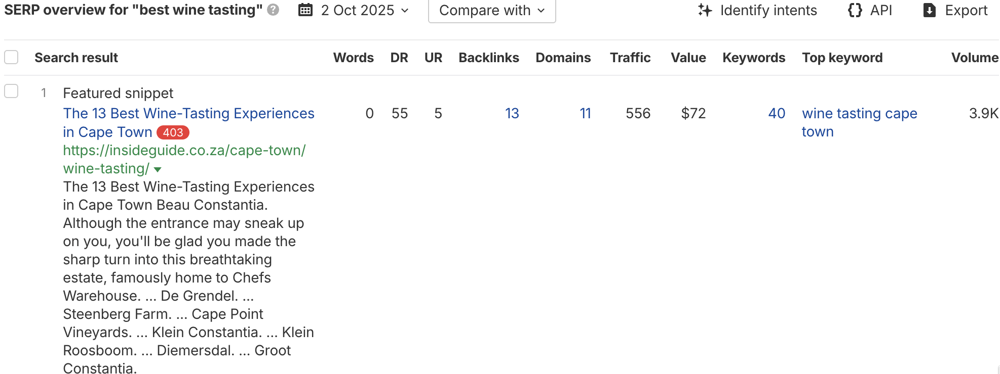 SERP overview for "best wine tasting" ? 2 Oct 2025 Compare with Identify intents {} API Export
Search result Words DR UR Backlinks Domains Traffic Value Keywords Top keyword Volume
1 Featured snippet
The 13 Best Wine-Tasting Experiences 0 55 5 13 11 556 $72 40 wine tasting cape 3.9K
in Cape Town 403 town
https://insideguide.co.za/cape-town/
wine-tasting/
The 13 Best Wine-Tasting Experiences
in Cape Town Beau Constantia.
Although the entrance may sneak up
on you, you'll be glad you made the
sharp turn into this breathtaking
estate, famously home to Chefs
Warehouse. ... De Grendel. ...
Steenberg Farm. ... Cape Point
Vineyards. ... Klein Constantia. ... Klein
Roosboom. ... Diemersdal. ... Groot
Constantia.